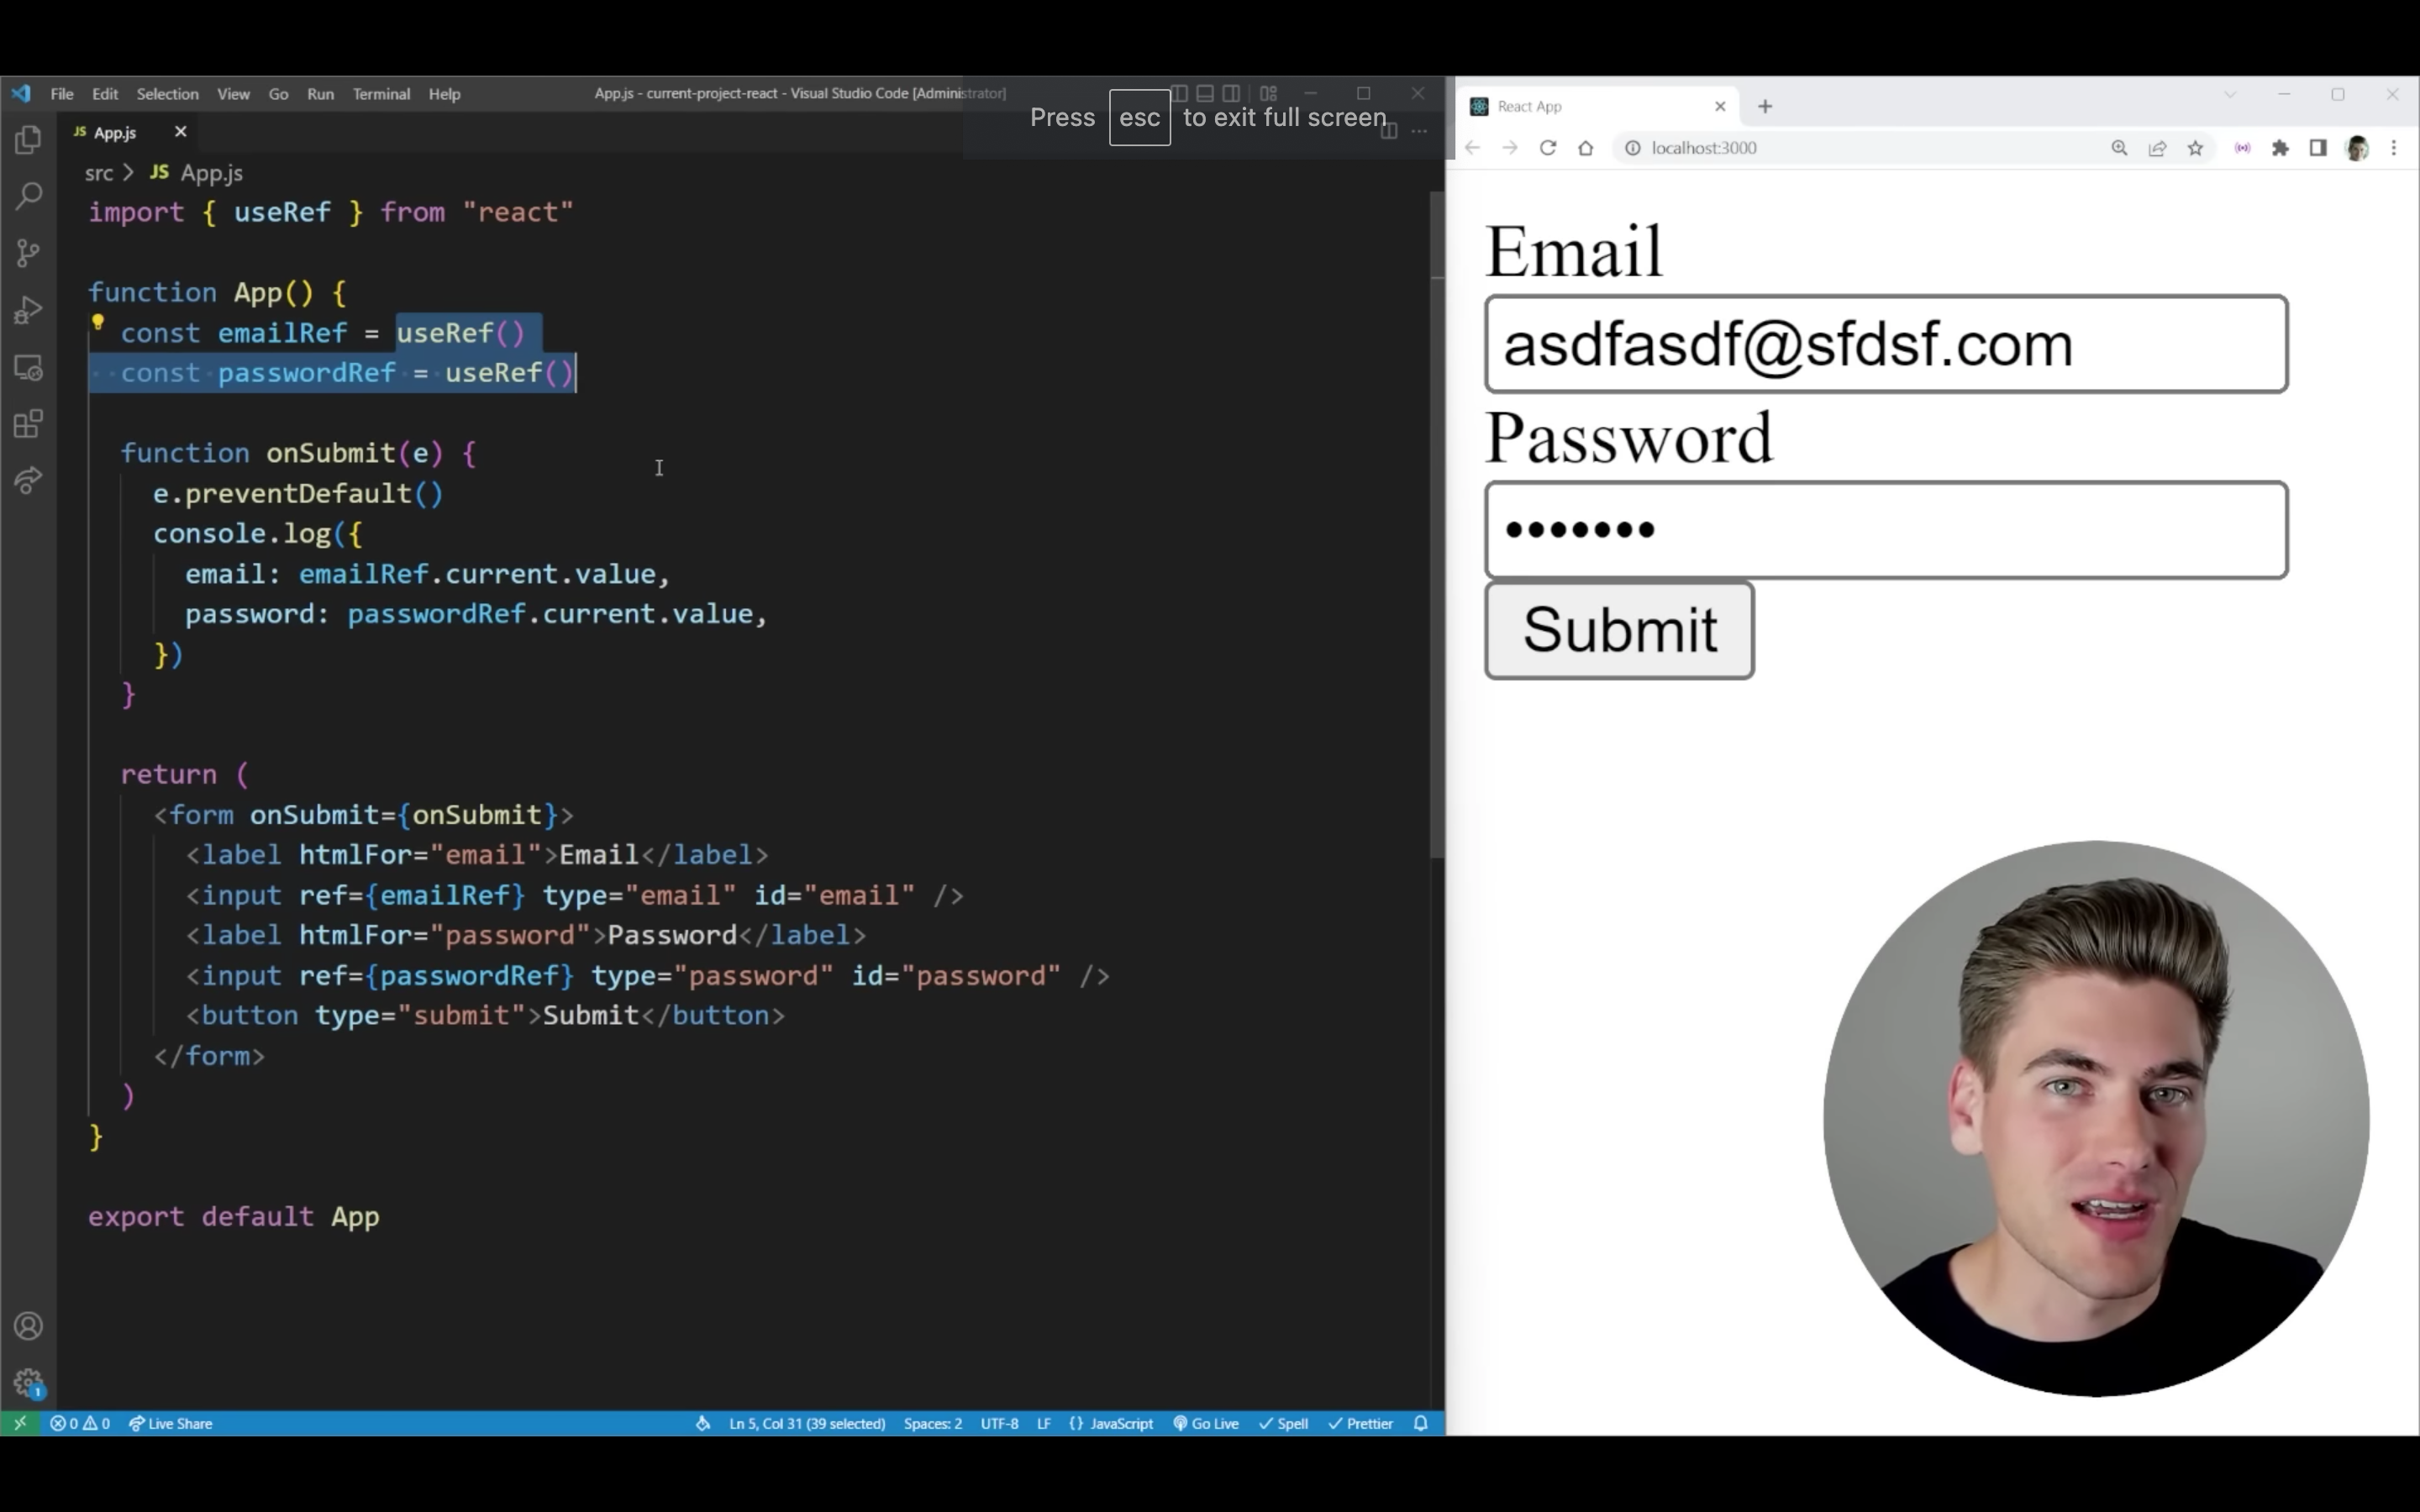 File Edit Selection View Go Run Terminal Help
App.js - current-project-react - Visual Studio Code [Administrator]
Press esc to exit full screen
JS App.js
src > JS App.js
import { useRef } from "react"
function App() {
const emailRef = useRef()
const passwordRef = useRef()
function onSubmit(e) {
e.preventDefault()
console.log({
email: emailRef.current.value,
password: passwordRef.current.value,
})
}
return (
<form onSubmit={onSubmit}>
<label htmlFor="email">Email</label>
<input ref={emailRef} type="email" id="email" />
<label htmlFor="password">Password</label>
<input ref={passwordRef} type="password" id="password" />
<button type="submit">Submit</button>
</form>
)
}
export default App
1
0 0 Live Share
Ln 5, Col 31 (39 selected) Spaces: 2 UTF-8 LF {} JavaScript Go Live Spell Prettier
React App
localhost:3000
Email
asdfasdf@sfdsf.com
Password
•••••••
Submit